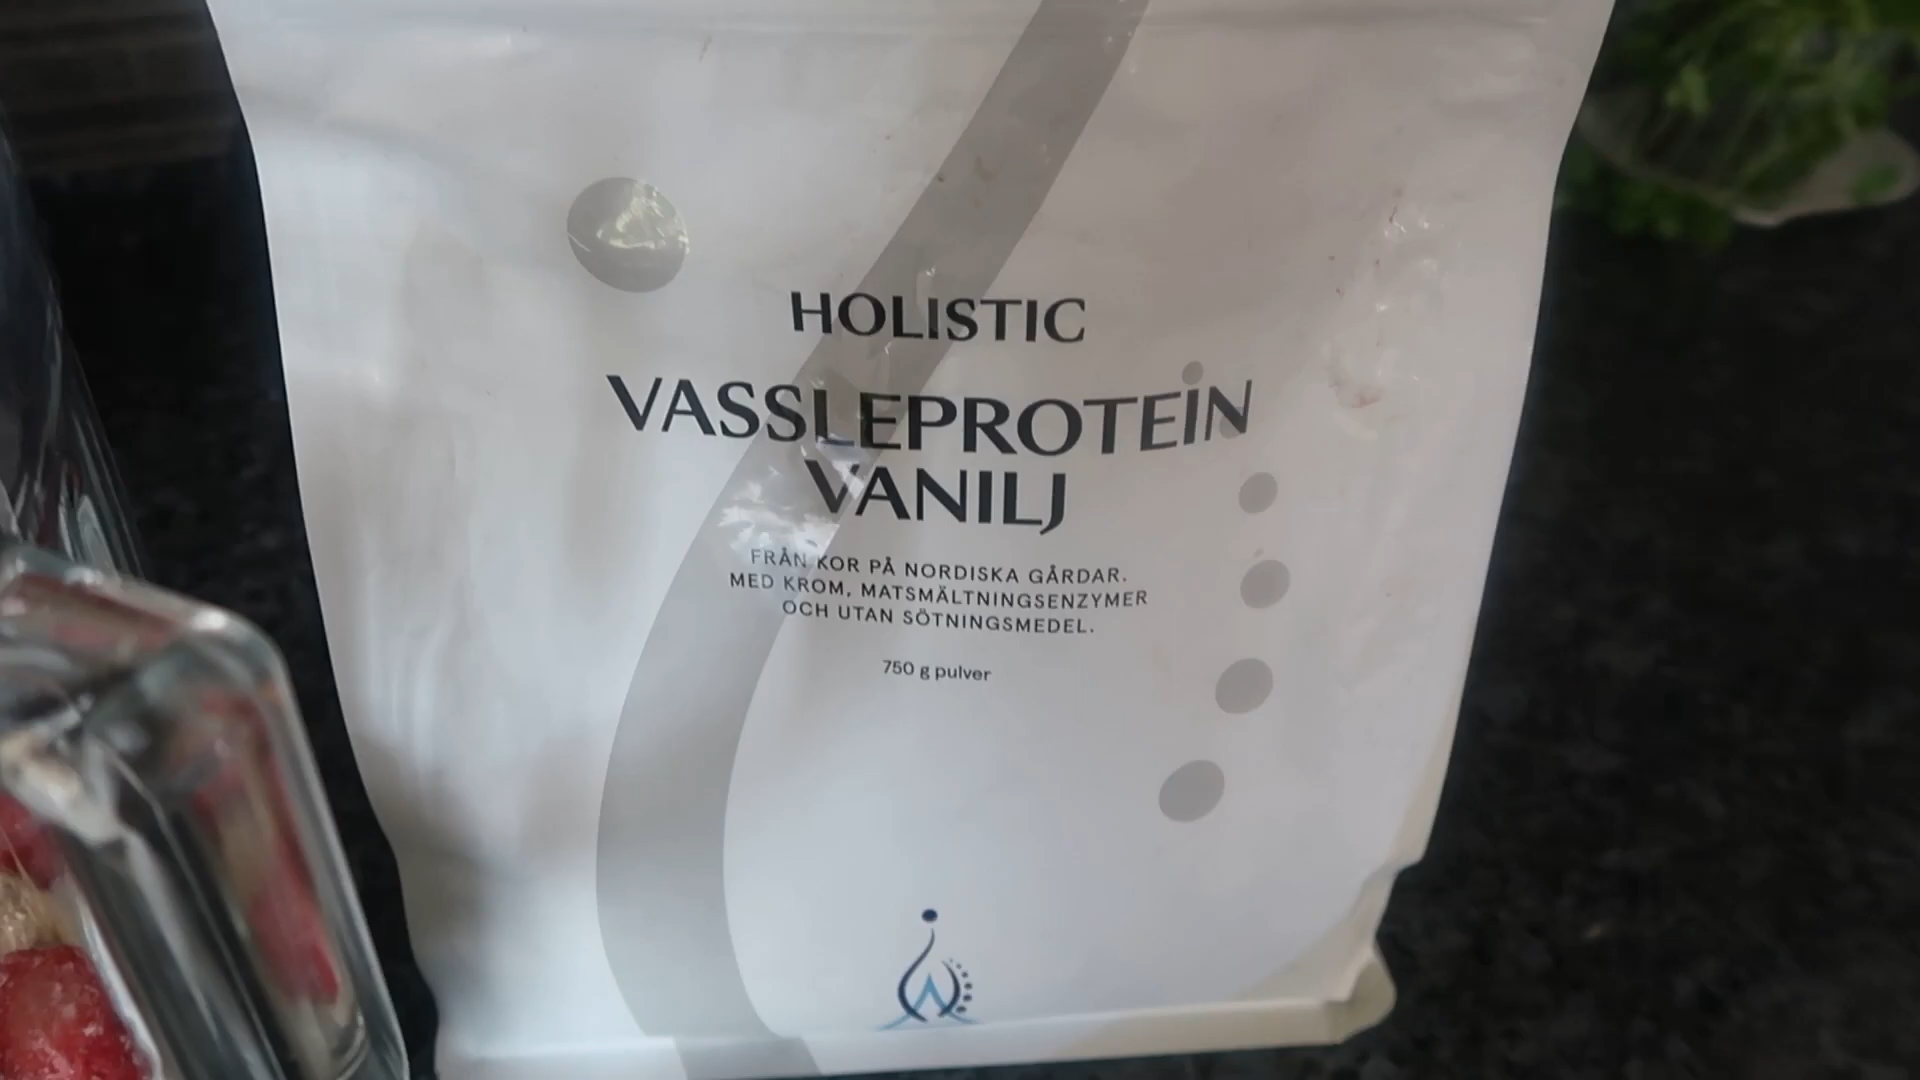 HOLISTIC
VASSLEPROTEIN
VANILJ
FRÅN KOR PÅ NORDISKA GÅRDAR.
MED KROM, MATSMÄLTNINGSENZYMER
OCH UTAN SÖTNINGSMEDEL.
750 g pulver